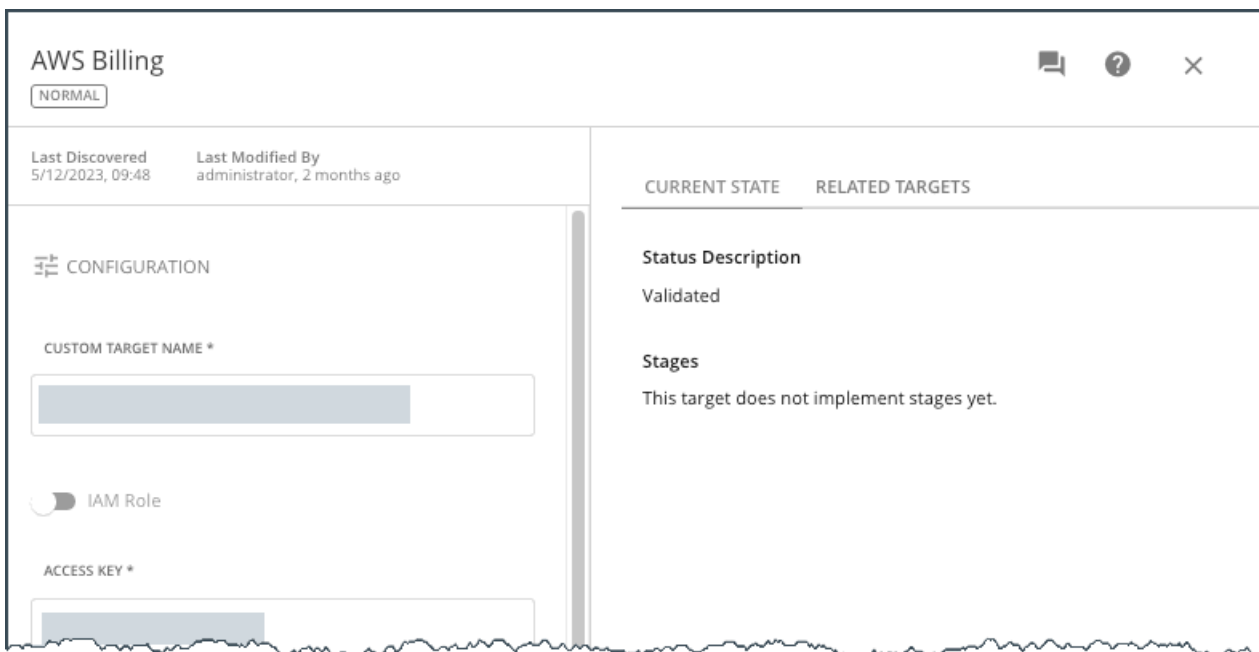 AWS Billing
NORMAL
Last Discovered
5/12/2023, 09:48
Last Modified By
administrator, 2 months ago
CONFIGURATION
CUSTOM TARGET NAME *
IAM Role
ACCESS KEY *
CURRENT STATE
RELATED TARGETS
Status Description
Validated
Stages
This target does not implement stages yet.